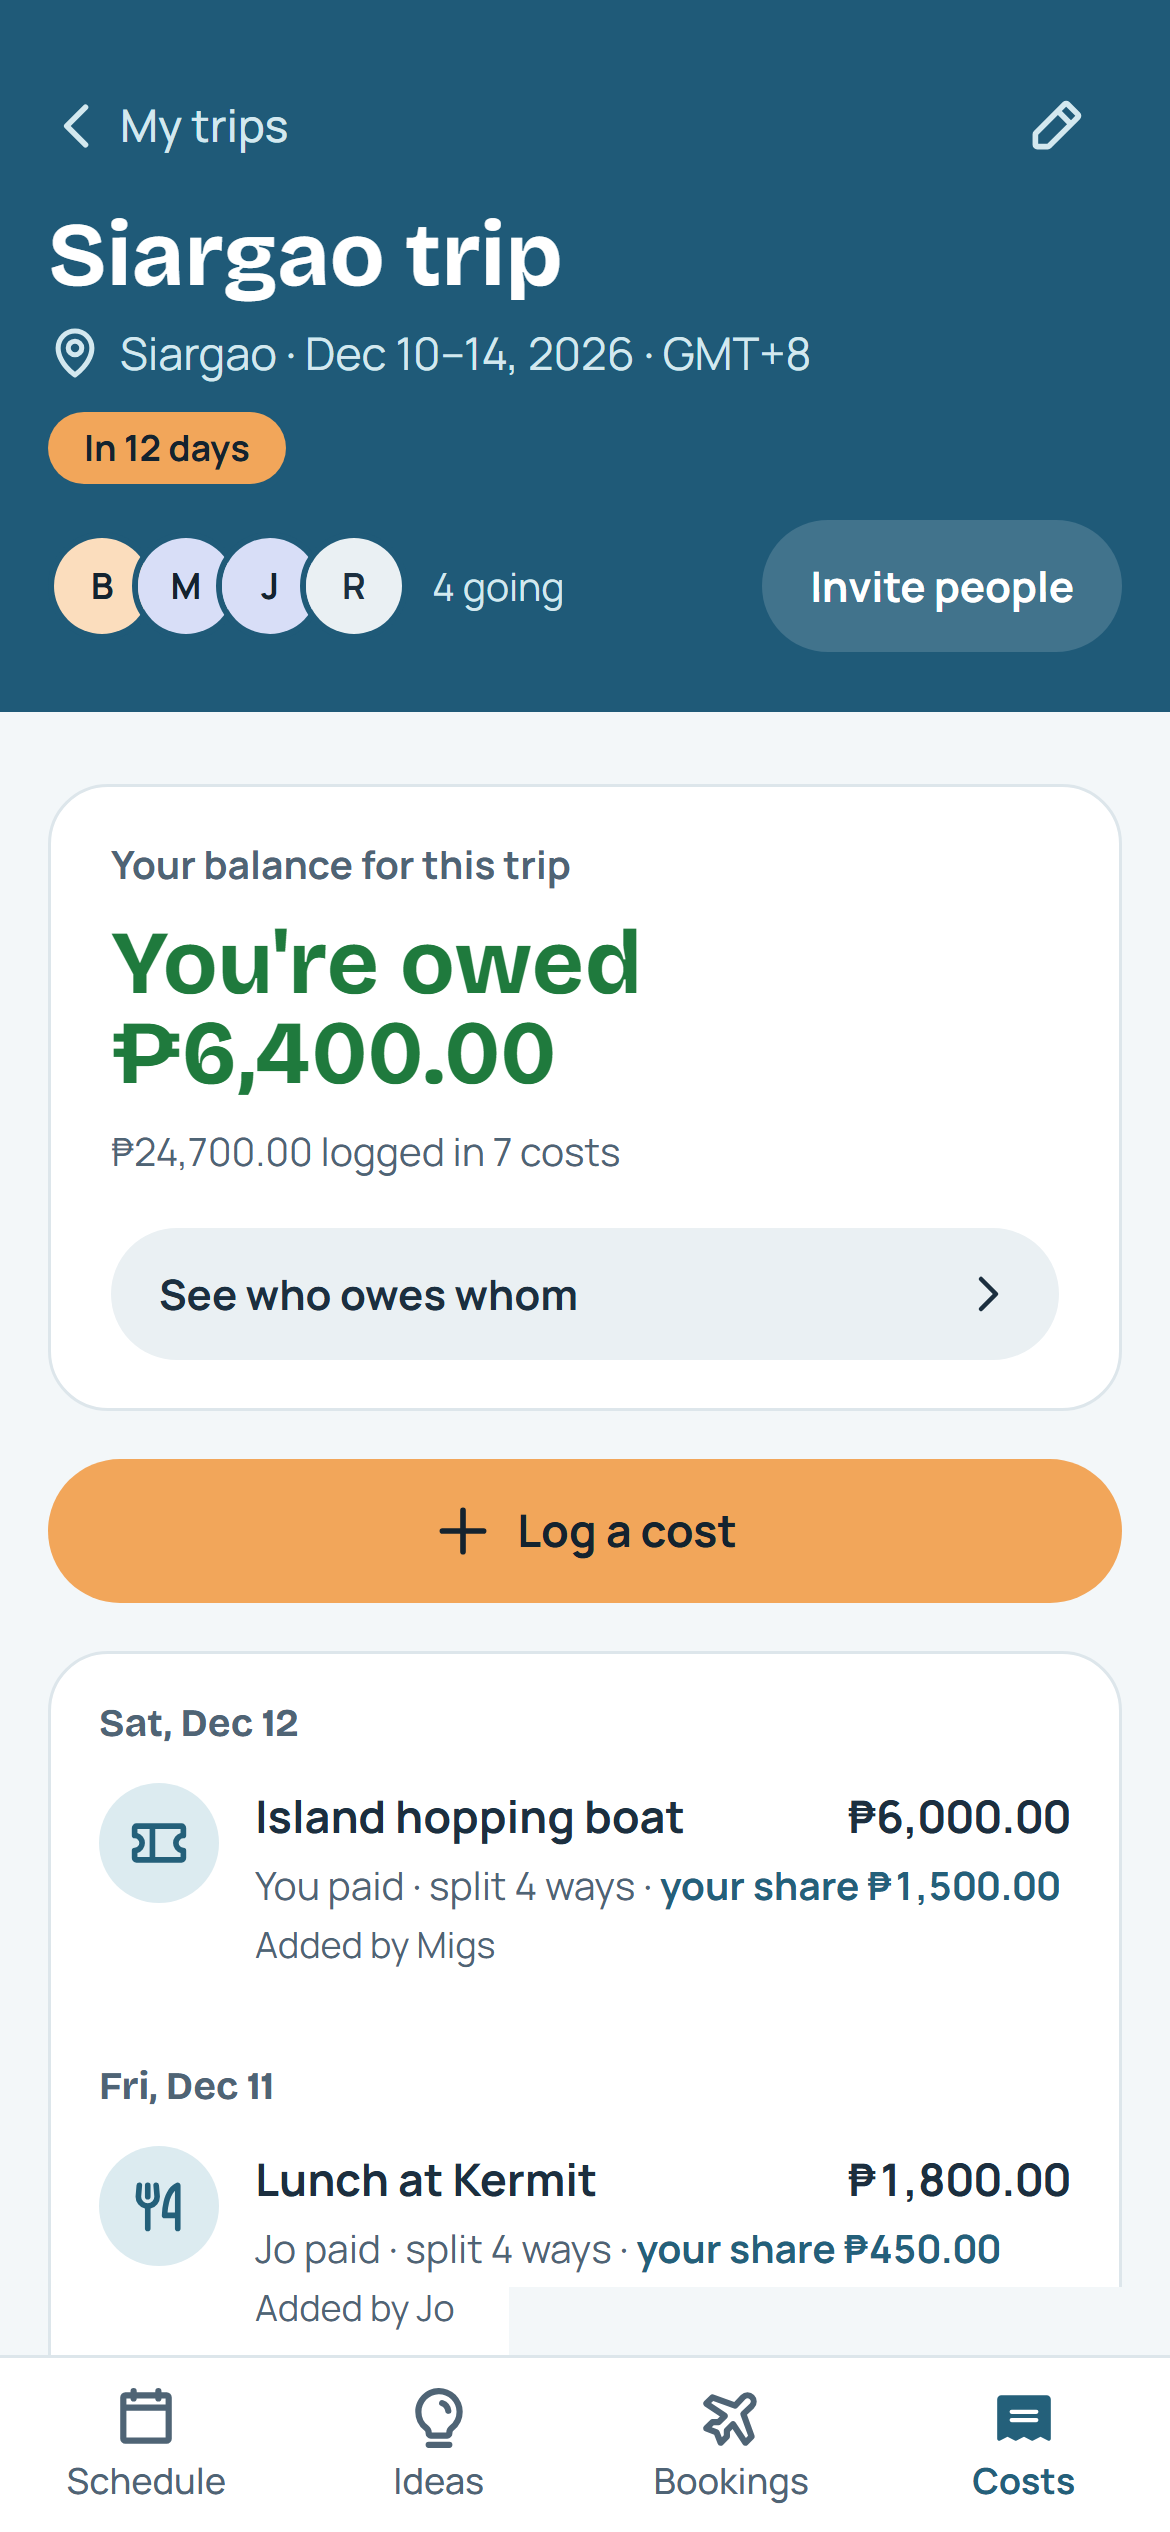 My trips
Siargao trip
Siargao · Dec 10–14, 2026 · GMT+8
In 12 days
B M J R 4 going Invite people
Your balance for this trip
You're owed
₱6,400.00
₱24,700.00 logged in 7 costs
See who owes whom
Log a cost
Sat, Dec 12
Island hopping boat ₱6,000.00
You paid · split 4 ways · your share ₱1,500.00
Added by Migs
Fri, Dec 11
Lunch at Kermit ₱1,800.00
Jo paid · split 4 ways · your share ₱450.00
Added by Jo
Schedule Ideas Bookings Costs